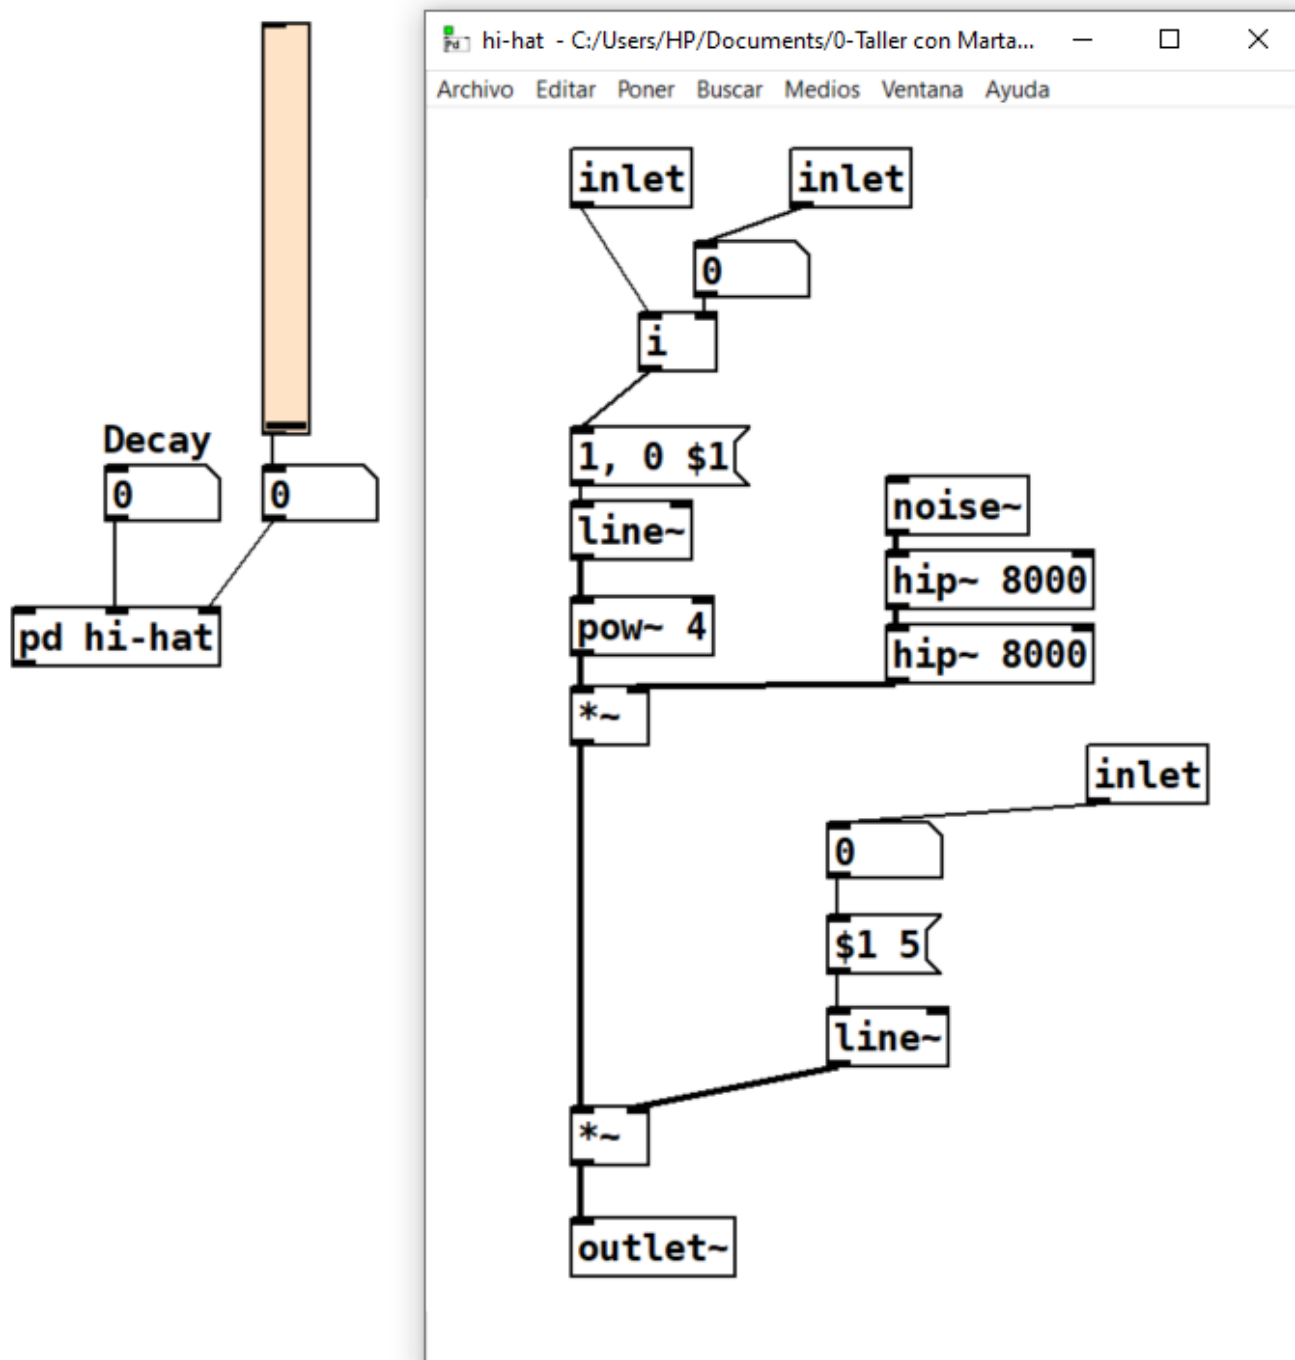 Decay
0
0
pd hi-hat
hi-hat - C:/Users/HP/Documents/0-Taller con Marta...
Archivo Editar Poner Buscar Medios Ventana Ayuda
inlet
inlet
0
i
1, 0 $1
line~
pow~ 4
*~
noise~
hip~ 8000
hip~ 8000
inlet
0
$1 5
line~
*~
outlet~